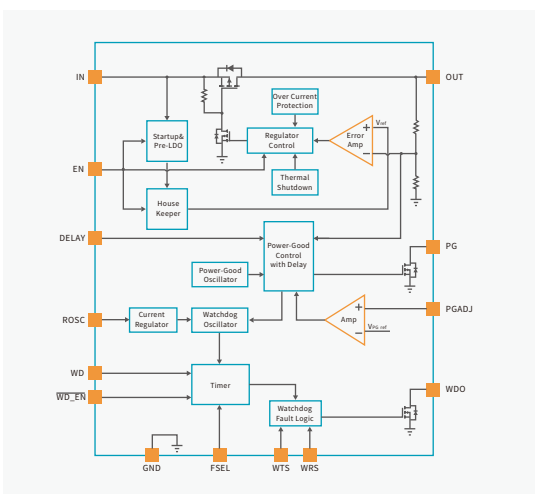 IN
OUT
Over Current
Protection
Vref
Startup&
Pre-LDO
Regulator
Control
Error
Amp
+
−
EN
Thermal
Shutdown
House
Keeper
DELAY
Power-Good
Control
with Delay
PG
Power-Good
Oscillator
PGADJ
ROSC
Current
Regulator
Watchdog
Oscillator
Amp
+
−
VPG ref
WD
WD_EN
Timer
WDO
Watchdog
Fault Logic
GND
FSEL
WTS
WRS